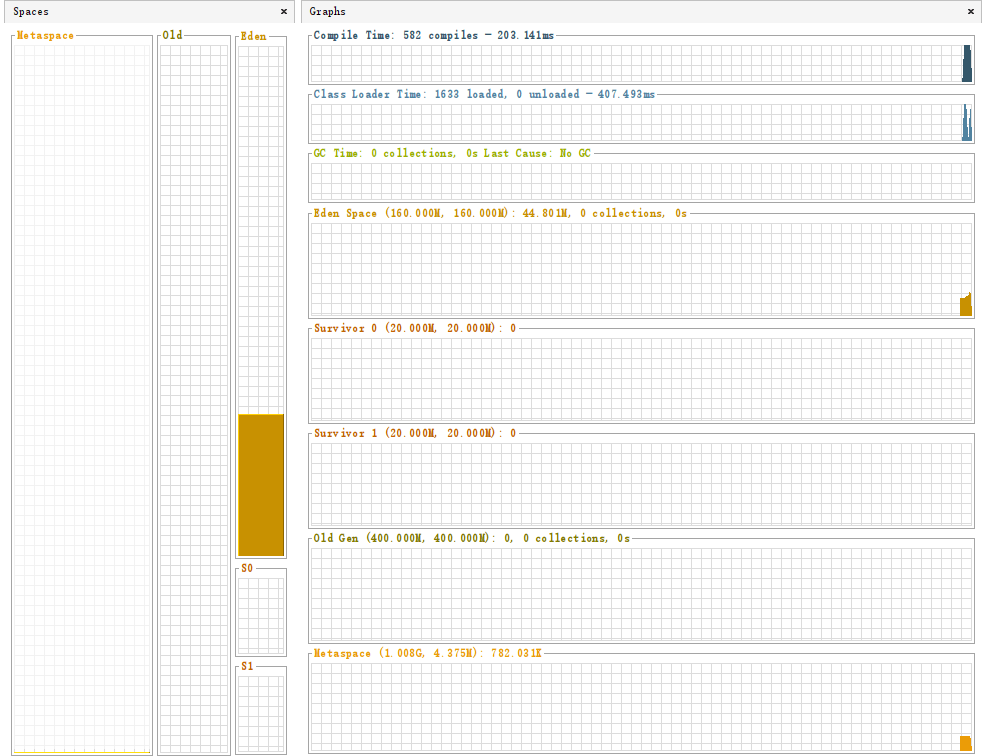 Spaces ×
Metaspace
Old
Eden
S0
S1
Graphs ×
Compile Time: 582 compiles - 203.141ms
Class Loader Time: 1633 loaded, 0 unloaded - 407.493ms
GC Time: 0 collections, 0s Last Cause: No GC
Eden Space (160.000M, 160.000M): 44.801M, 0 collections, 0s
Survivor 0 (20.000M, 20.000M): 0
Survivor 1 (20.000M, 20.000M): 0
Old Gen (400.000M, 400.000M): 0, 0 collections, 0s
Metaspace (1.008G, 4.375M): 782.031K